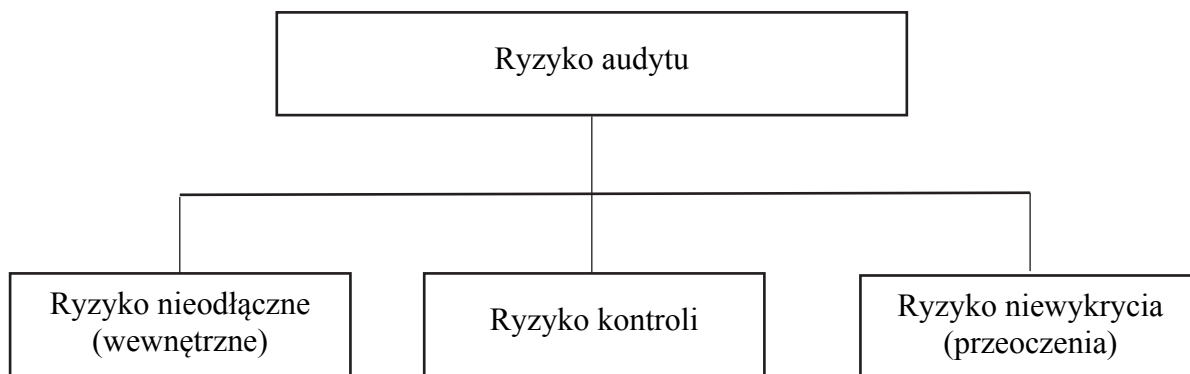 Ryzyko audytu
Ryzyko nieodłączne
(wewnętrzne)
Ryzyko kontroli
Ryzyko niewykrycia
(przeoczenia)